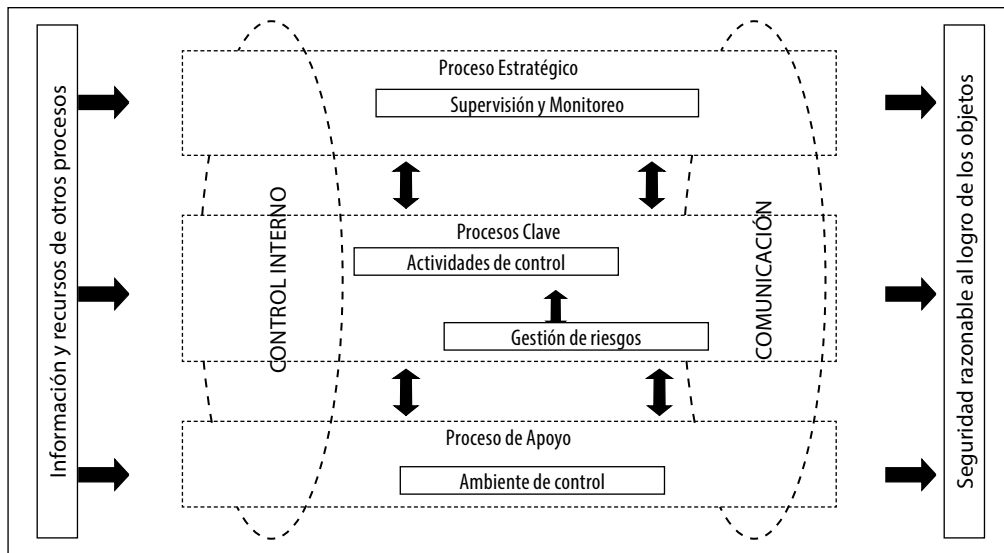 Información y recursos de otros procesos
Proceso Estratégico
Supervisión y Monitoreo
CONTROL INTERNO
COMUNICACIÓN
Procesos Clave
Actividades de control
Gestión de riesgos
Proceso de Apoyo
Ambiente de control
Seguridad razonable al logro de los objetos